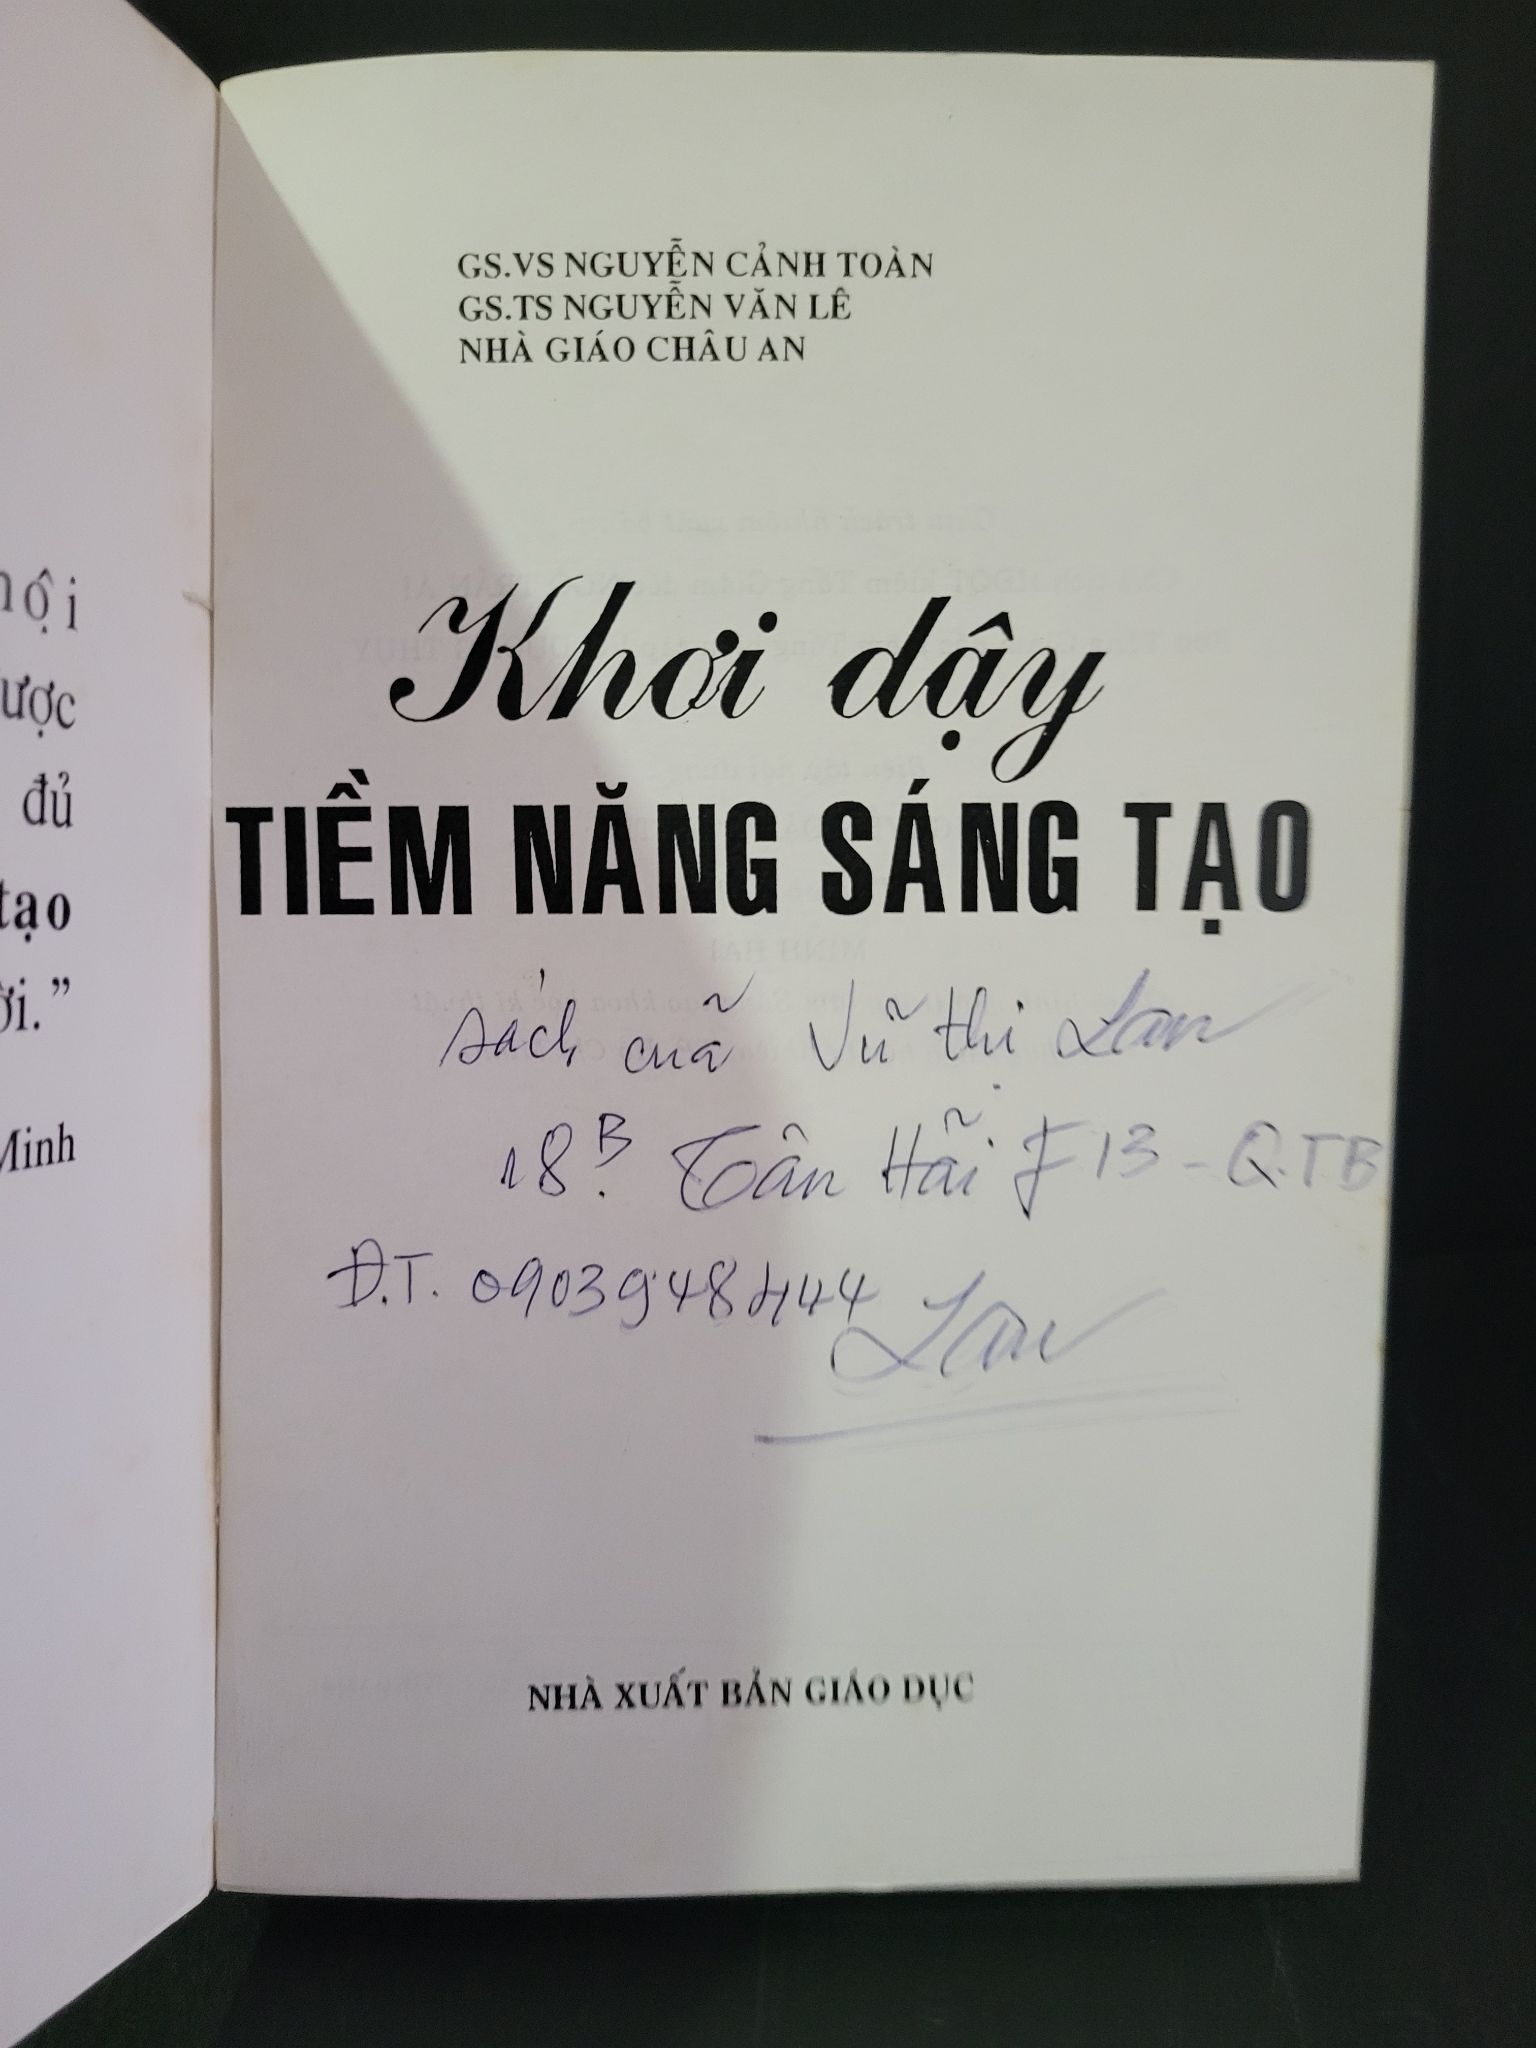 hội
ược
đủ
tạo
ời.”
Minh
GS.VS NGUYỄN CẢNH TOÀN
GS.TS NGUYỄN VĂN LÊ
NHÀ GIÁO CHÂU AN
Khơi dậy
TIỀM NĂNG SÁNG TẠO
sách củã Vũ thị Lan
18B. Tân Hãi F13 - Q.TB
Đ.T. 0903948444
Lan
NHÀ XUẤT BẢN GIÁO DỤC